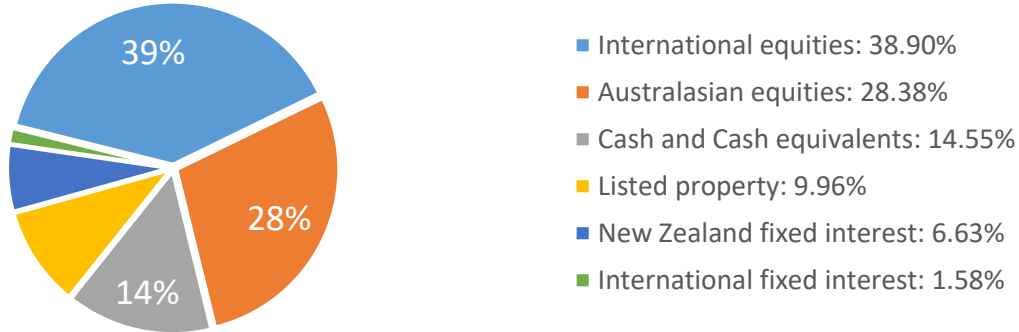 39%
28%
14%
International equities: 38.90%
Australasian equities: 28.38%
Cash and Cash equivalents: 14.55%
Listed property: 9.96%
New Zealand fixed interest: 6.63%
International fixed interest: 1.58%